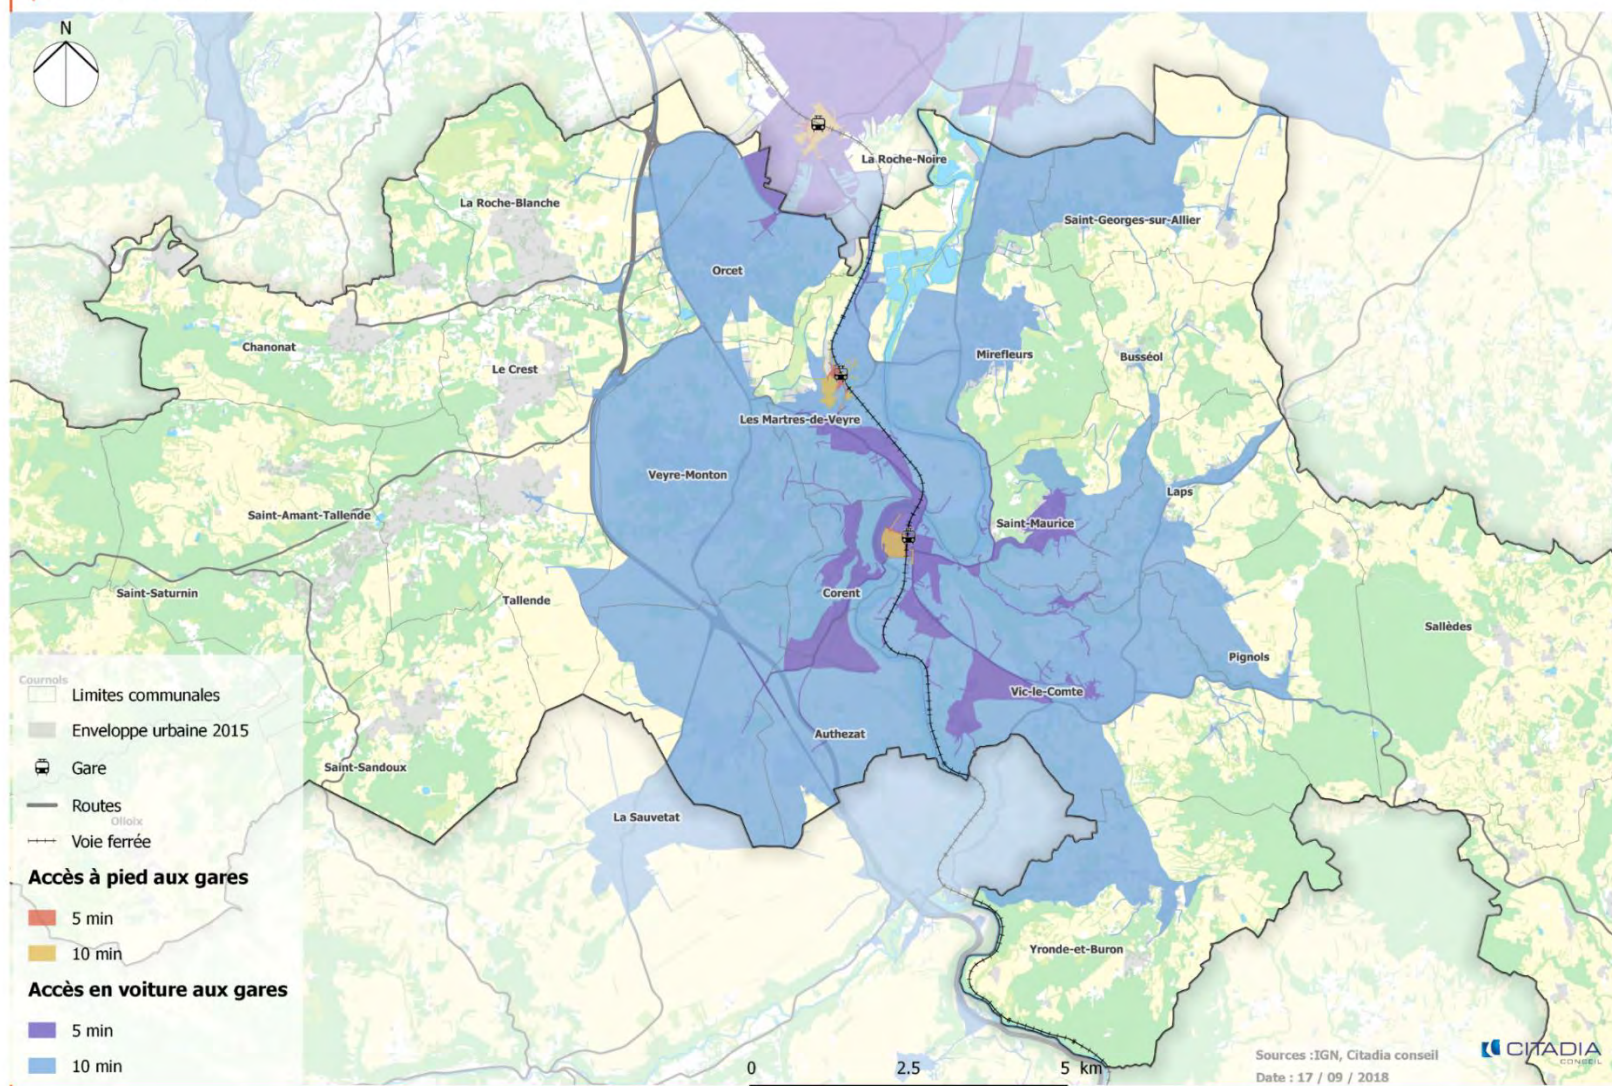 N
La Roche-Noire
La Roche-Blanche
Saint-Georges-sur-Allier
Orcet
Chanonat
Mirefleurs
Busséol
Le Crest
Les Martres-de-Veyre
Veyre-Monton
Laps
Saint-Amant-Tallende
Saint-Maurice
Saint-Saturnin
Corent
Tallende
Sallèdes
Pignols
Cournols
Limites communales
Vic-le-Comte
Enveloppe urbaine 2015
Authezat
Gare
Saint-Sandoux
Routes
Olloix
La Sauvetat
Voie ferrée
Accès à pied aux gares
5 min
10 min
Yronde-et-Buron
Accès en voiture aux gares
5 min
10 min
0 2.5 5 km
Sources :IGN, Citadia conseil
Date : 17 / 09 / 2018
CITADIA
CONSEIL